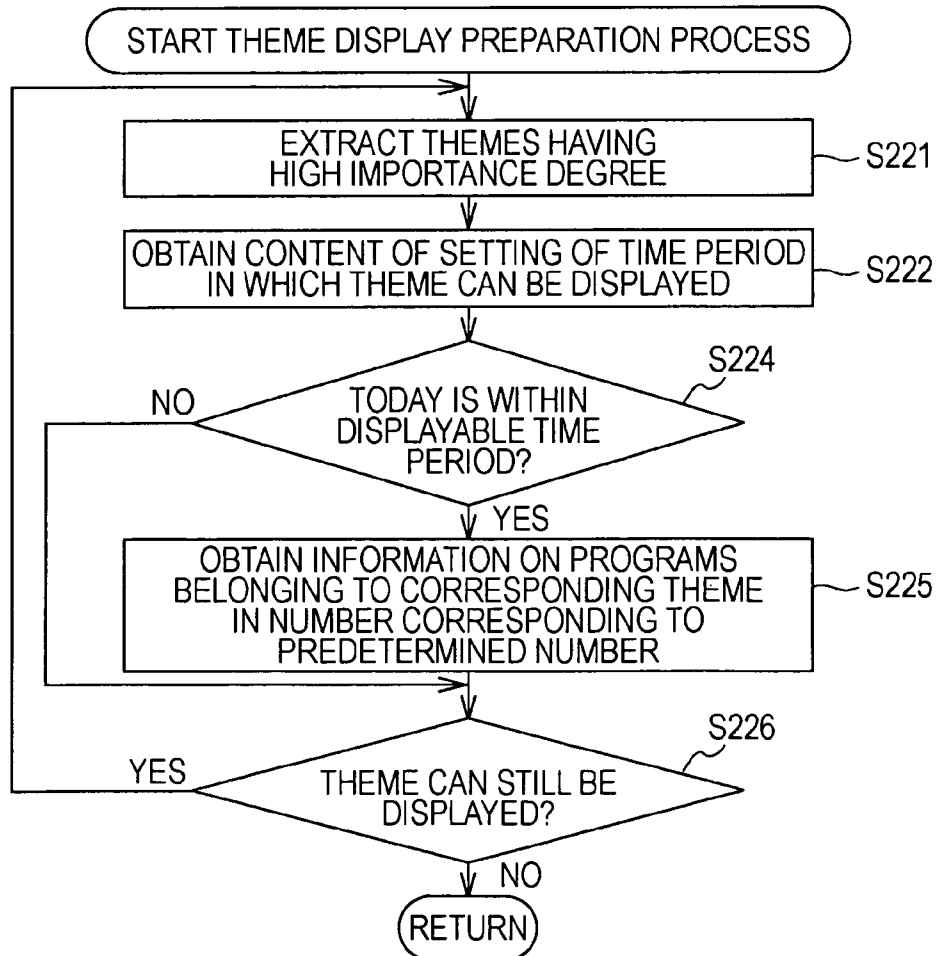 START THEME DISPLAY PREPARATION PROCESS
EXTRACT THEMES HAVING
HIGH IMPORTANCE DEGREE
S221
OBTAIN CONTENT OF SETTING OF TIME PERIOD
IN WHICH THEME CAN BE DISPLAYED
S222
S224
NO
TODAY IS WITHIN
DISPLAYABLE TIME
PERIOD?
YES
OBTAIN INFORMATION ON PROGRAMS
BELONGING TO CORRESPONDING THEME
IN NUMBER CORRESPONDING TO
PREDETERMINED NUMBER
S225
S226
YES
THEME CAN STILL BE
DISPLAYED?
NO
RETURN